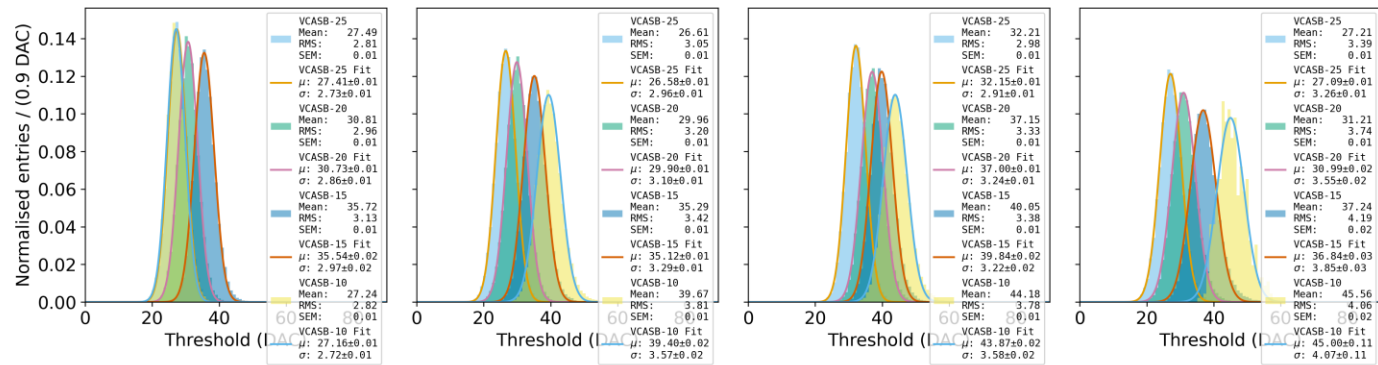 Normalised entries / (0.9 DAC)
0.14
0.12
0.10
0.08
0.06
0.04
0.02
0.00
0 20 40 60 80
Threshold (DAC)
VCASB-25
Mean: 27.49
RMS: 2.81
SEM: 0.01
VCASB-25 Fit
μ: 27.41±0.01
σ: 2.73±0.01
VCASB-20
Mean: 30.81
RMS: 2.96
SEM: 0.01
VCASB-20 Fit
μ: 30.73±0.01
σ: 2.86±0.01
VCASB-15
Mean: 35.72
RMS: 3.13
SEM: 0.01
VCASB-15 Fit
μ: 35.54±0.02
σ: 2.97±0.02
VCASB-10
Mean: 27.24
RMS: 2.82
SEM: 0.01
VCASB-10 Fit
μ: 27.16±0.01
σ: 2.72±0.01
0 20 40 60 80
Threshold (DAC)
VCASB-25
Mean: 26.61
RMS: 3.05
SEM: 0.01
VCASB-25 Fit
μ: 26.58±0.01
σ: 2.96±0.01
VCASB-20
Mean: 29.96
RMS: 3.20
SEM: 0.01
VCASB-20 Fit
μ: 29.90±0.01
σ: 3.10±0.01
VCASB-15
Mean: 35.29
RMS: 3.42
SEM: 0.01
VCASB-15 Fit
μ: 35.12±0.01
σ: 3.29±0.01
VCASB-10
Mean: 39.67
RMS: 3.81
SEM: 0.01
VCASB-10 Fit
μ: 39.40±0.02
σ: 3.57±0.02
0 20 40 60 80
Threshold (DAC)
VCASB-25
Mean: 32.21
RMS: 2.98
SEM: 0.01
VCASB-25 Fit
μ: 32.15±0.01
σ: 2.91±0.01
VCASB-20
Mean: 37.15
RMS: 3.33
SEM: 0.01
VCASB-20 Fit
μ: 37.00±0.01
σ: 3.24±0.01
VCASB-15
Mean: 40.05
RMS: 3.38
SEM: 0.01
VCASB-15 Fit
μ: 39.84±0.02
σ: 3.22±0.02
VCASB-10
Mean: 44.18
RMS: 3.78
SEM: 0.01
VCASB-10 Fit
μ: 43.87±0.02
σ: 3.58±0.02
0 20 40 60 80
Threshold (DAC)
VCASB-25
Mean: 27.21
RMS: 3.39
SEM: 0.01
VCASB-25 Fit
μ: 27.09±0.01
σ: 3.26±0.01
VCASB-20
Mean: 31.21
RMS: 3.74
SEM: 0.01
VCASB-20 Fit
μ: 30.99±0.02
σ: 3.55±0.02
VCASB-15
Mean: 37.24
RMS: 4.19
SEM: 0.02
VCASB-15 Fit
μ: 36.84±0.03
σ: 3.85±0.03
VCASB-10
Mean: 45.56
RMS: 4.06
SEM: 0.02
VCASB-10 Fit
μ: 45.00±0.11
σ: 4.07±0.11